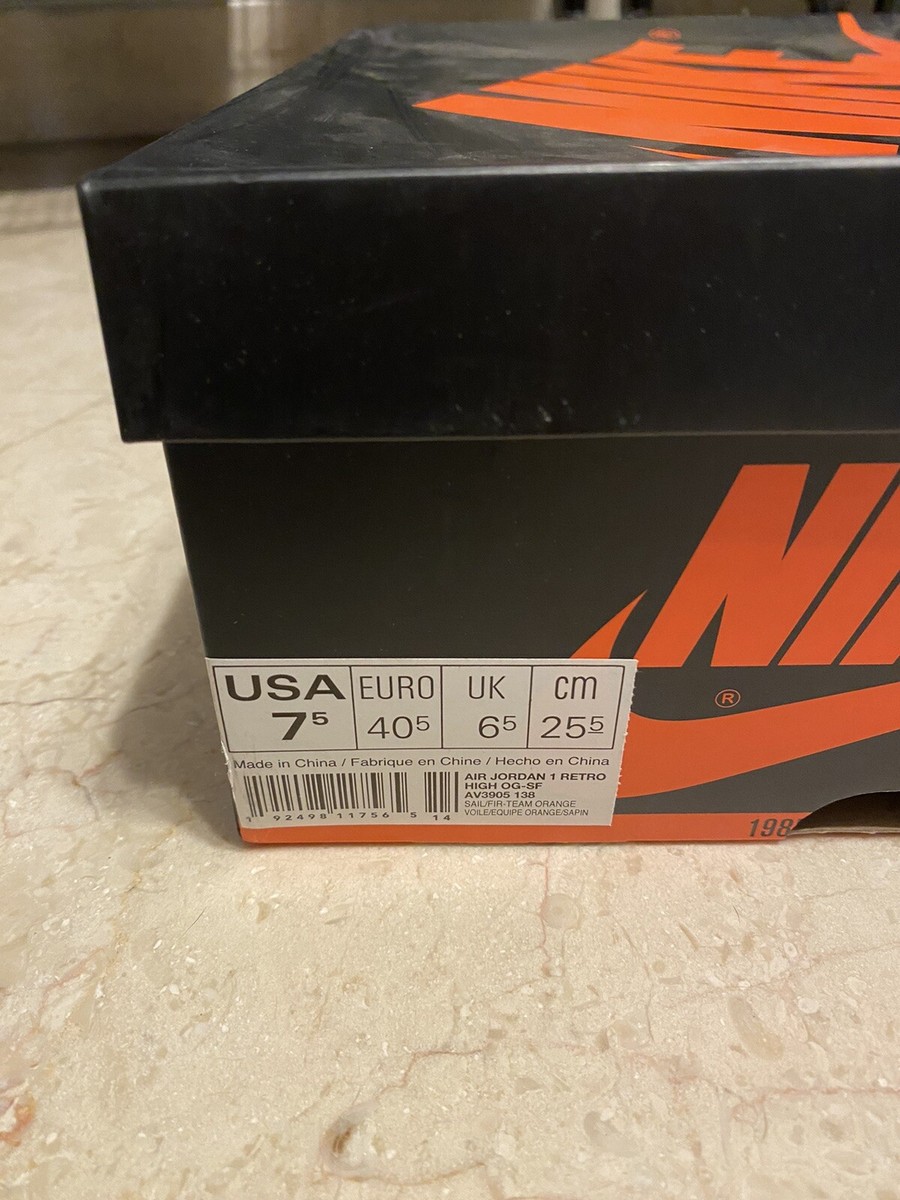 ®
NI
®
USA EURO UK cm
7⁵ 40⁵ 6⁵ 25⁵
Made in China / Fabrique en Chine / Hecho en China
AIR JORDAN 1 RETRO
HIGH OG-SF
AV3905 138
SAIL/FIR-TEAM ORANGE
VOILE/EQUIPE ORANGE/SAPIN
1 92498 11756 5 14
198